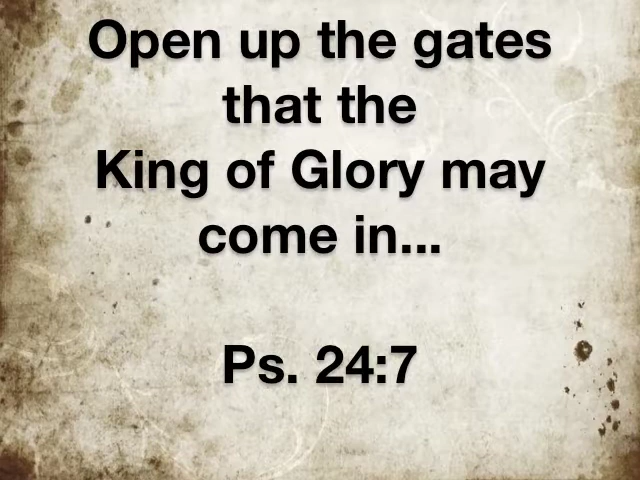 Open up the gates
that the
King of Glory may
come in...
Ps. 24:7